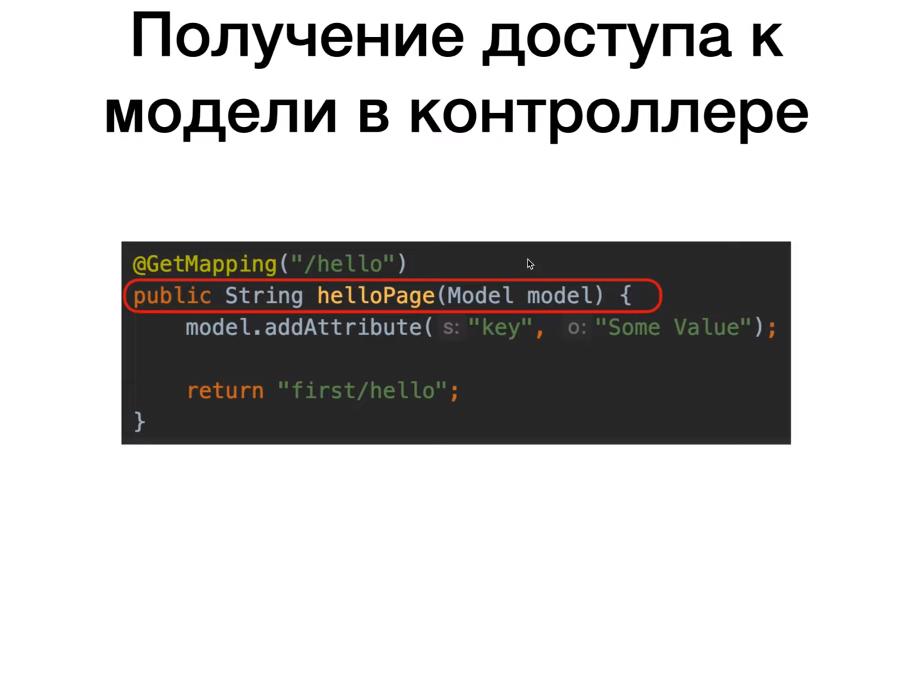 Получение доступа к
модели в контроллере
@GetMapping("/hello")
public String helloPage(Model model) {
model.addAttribute( s: "key", o: "Some Value");
return "first/hello";
}